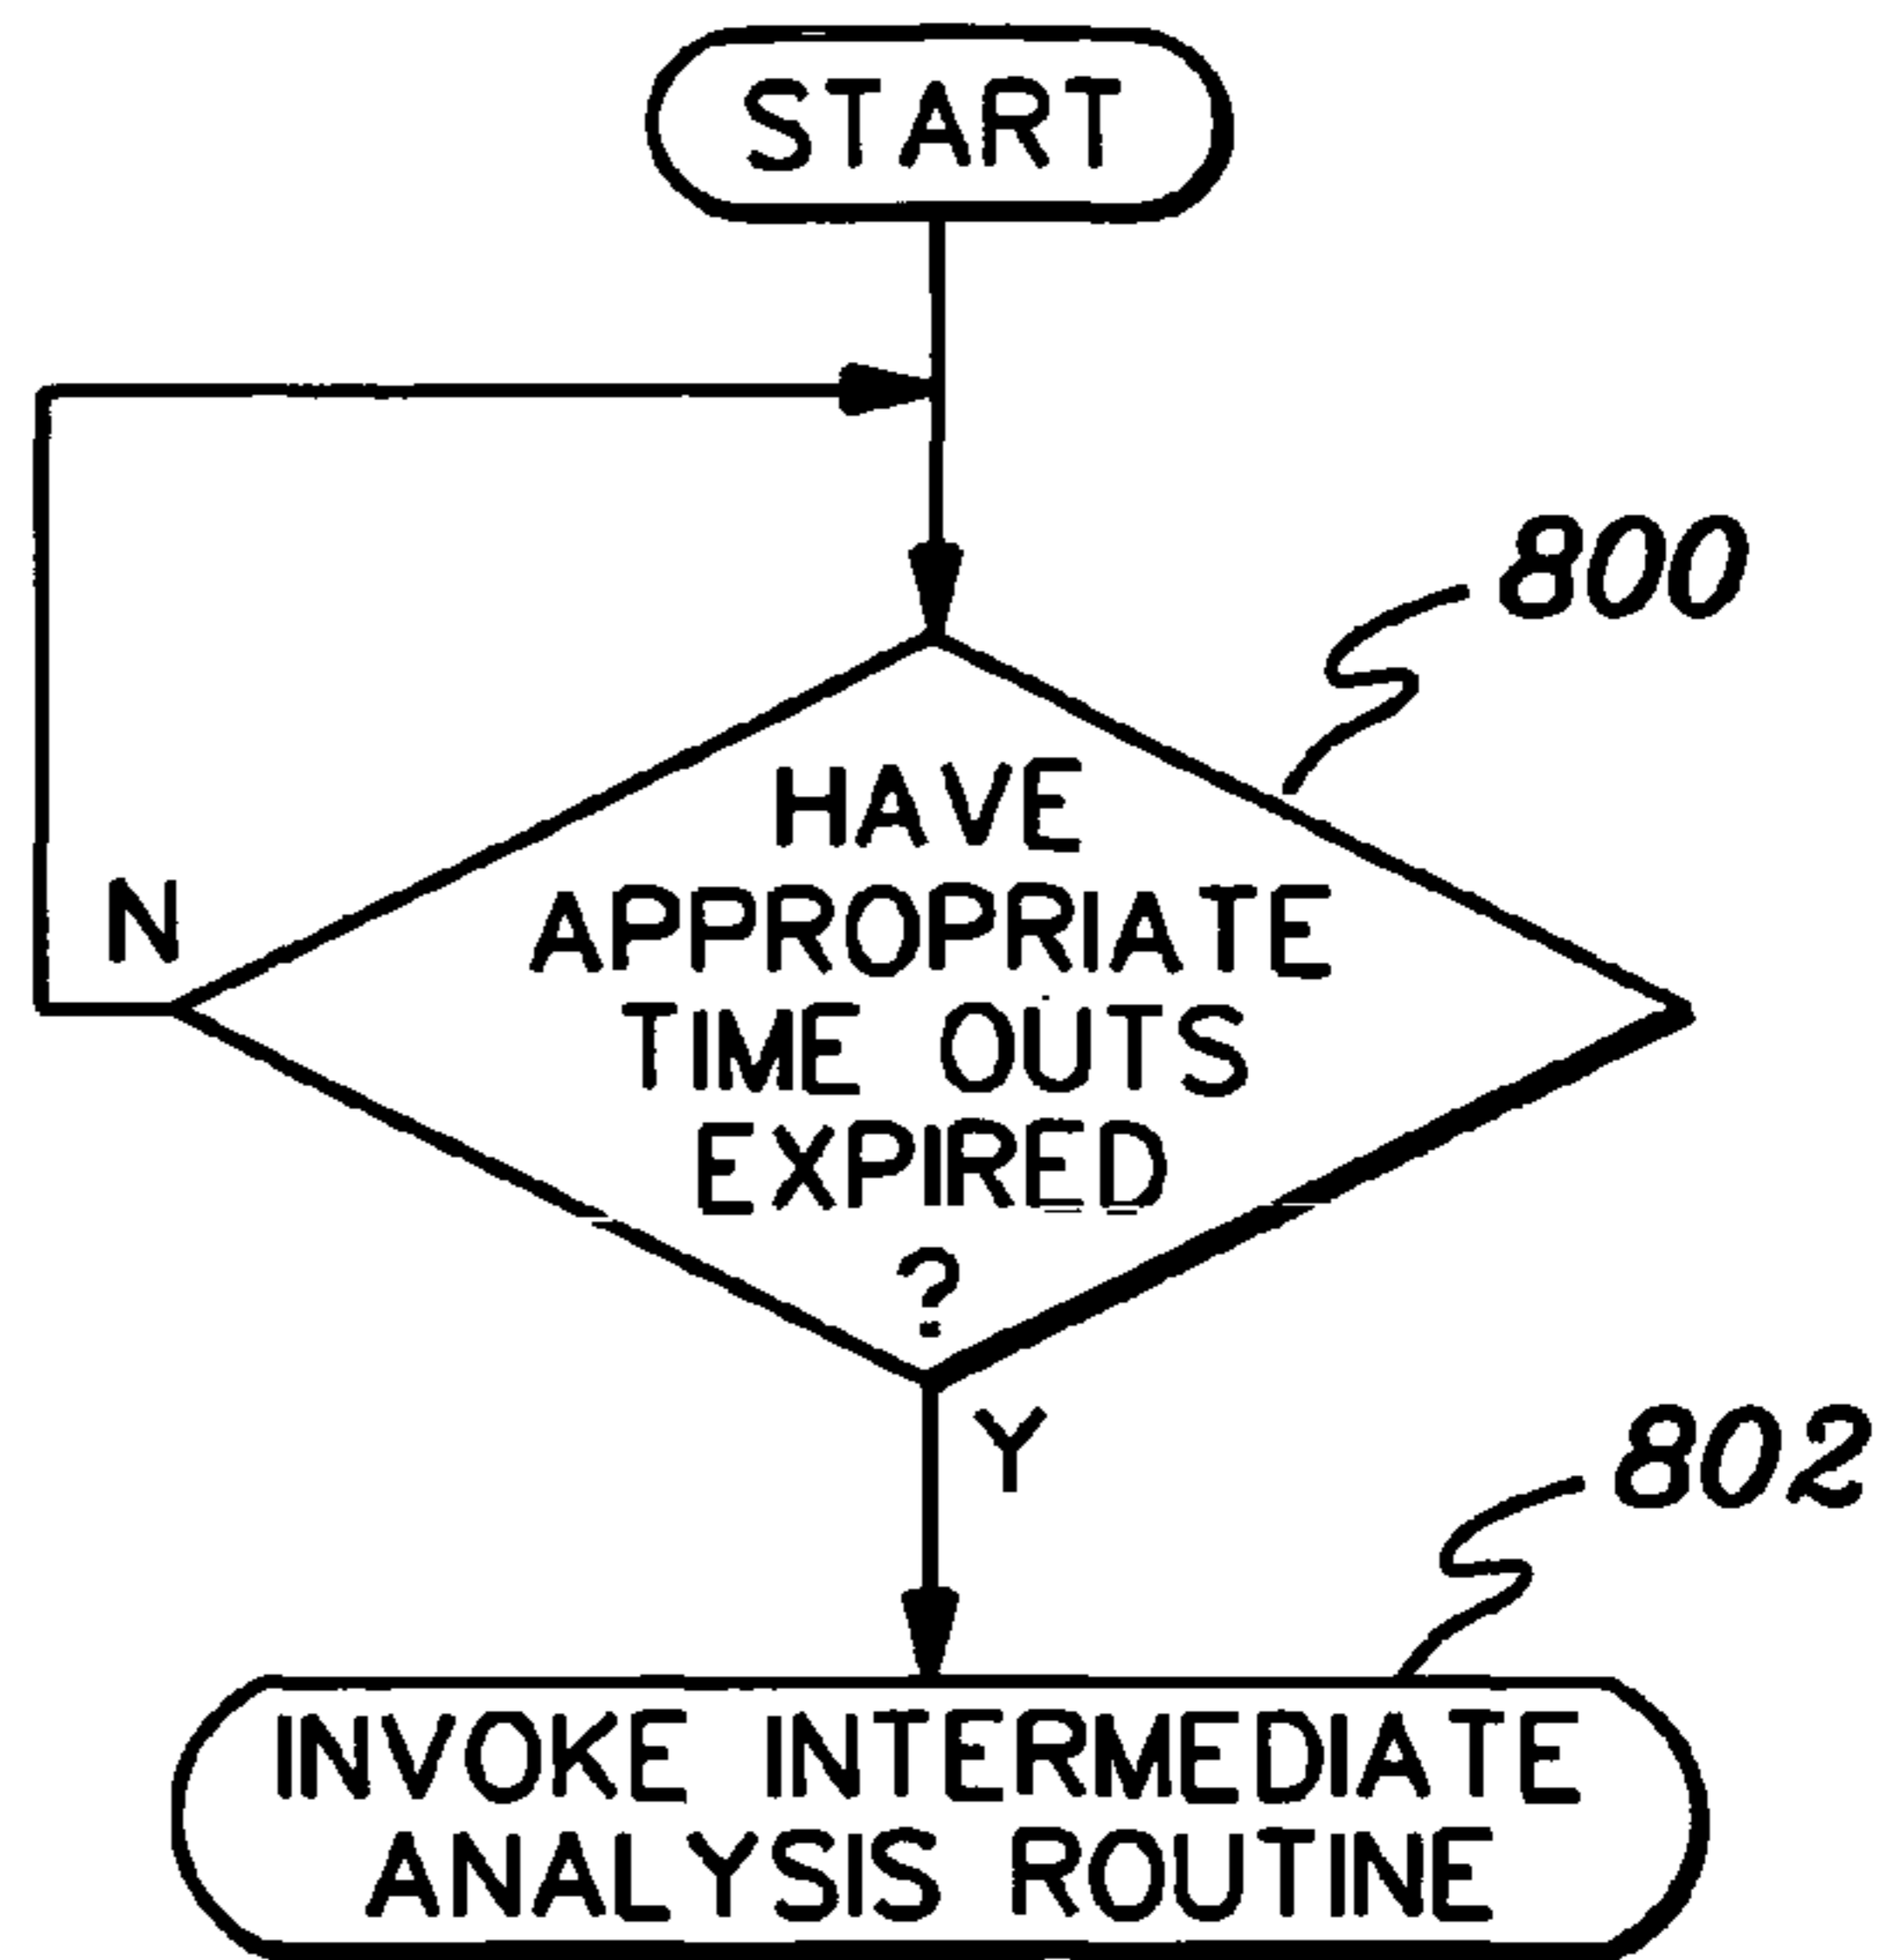 START
800
HAVE
APPROPRIATE
TIME OUTS
EXPIRED
?
N
Y
802
INVOKE INTERMEDIATE
ANALYSIS ROUTINE